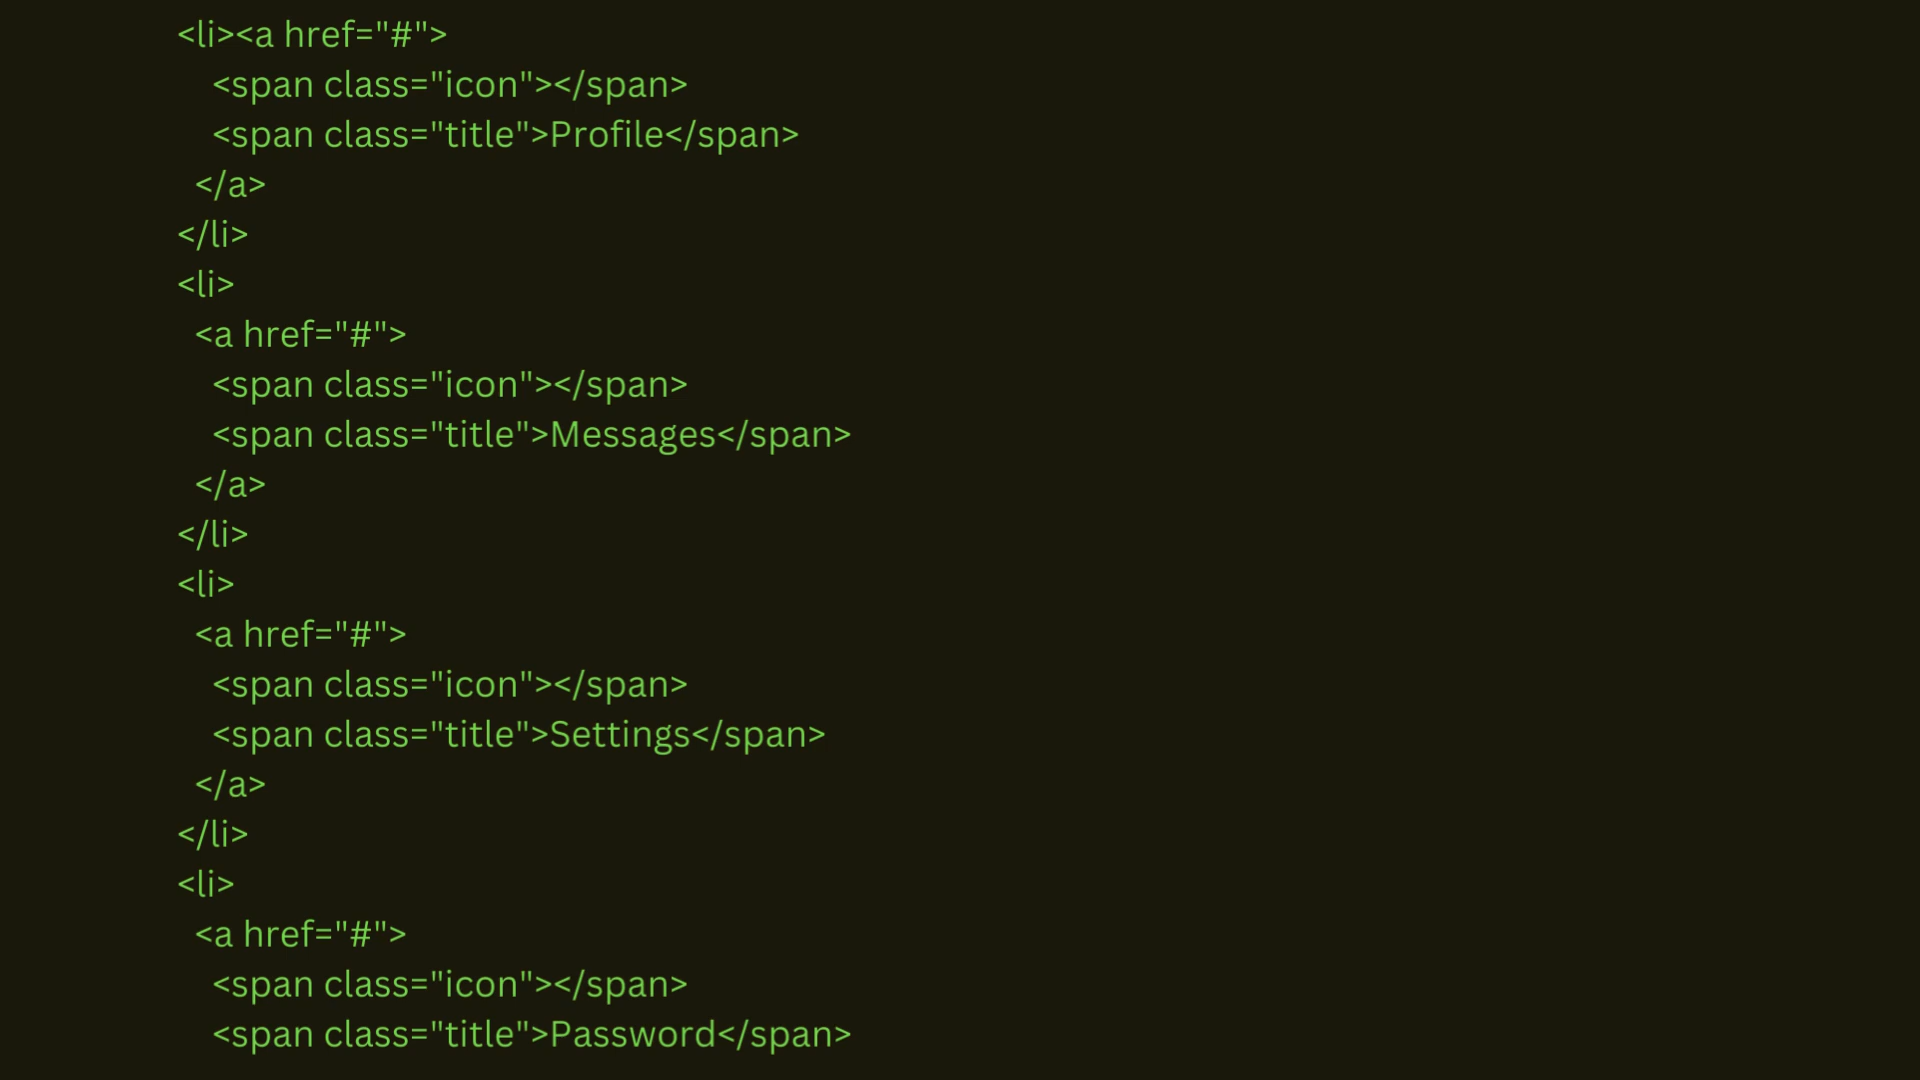 <li><a href="#">
<span class="icon"></span>
<span class="title">Profile</span>
</a>
</li>
<li>
<a href="#">
<span class="icon"></span>
<span class="title">Messages</span>
</a>
</li>
<li>
<a href="#">
<span class="icon"></span>
<span class="title">Settings</span>
</a>
</li>
<li>
<a href="#">
<span class="icon"></span>
<span class="title">Password</span>